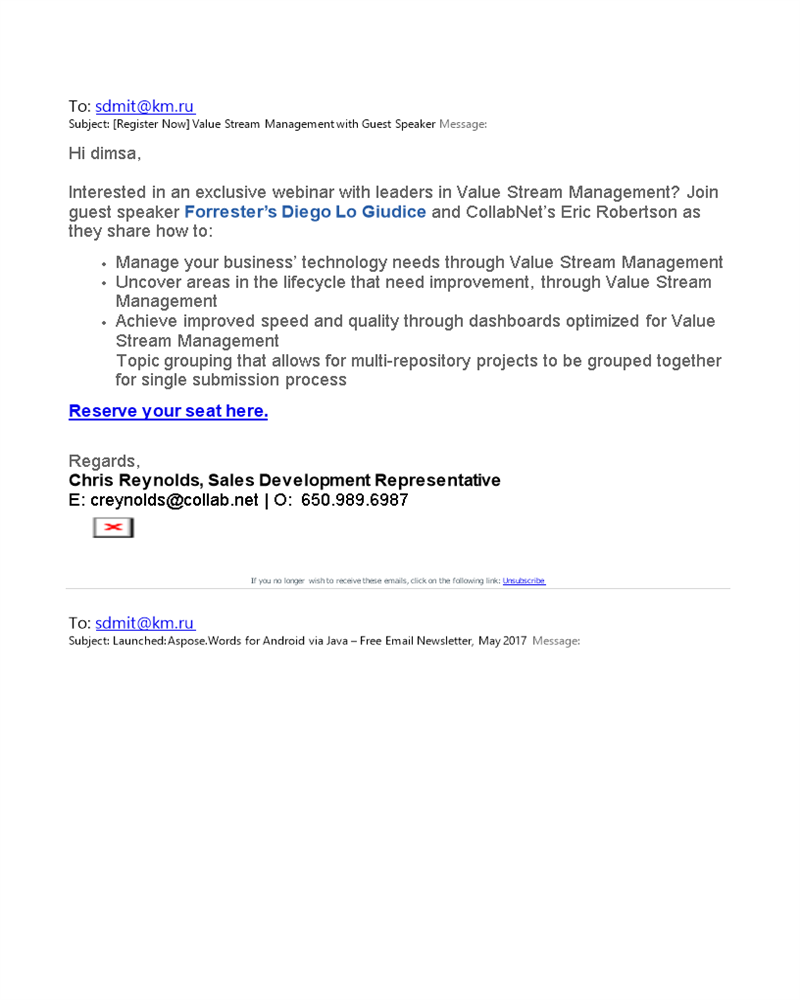 To: sdmit@km.ru
Subject: [Register Now] Value Stream Management with Guest Speaker Message:
Hi dimsa,
Interested in an exclusive webinar with leaders in Value Stream Management? Join
guest speaker Forrester’s Diego Lo Giudice and CollabNet’s Eric Robertson as
they share how to:
• Manage your business’ technology needs through Value Stream Management
• Uncover areas in the lifecycle that need improvement, through Value Stream
Management
• Achieve improved speed and quality through dashboards optimized for Value
Stream Management
Topic grouping that allows for multi-repository projects to be grouped together
for single submission process
Reserve your seat here.
Regards,
Chris Reynolds, Sales Development Representative
E: creynolds@collab.net | O: 650.989.6987
If you no longer wish to receive these emails, click on the following link: Unsubscribe
To: sdmit@km.ru
Subject: Launched:Aspose.Words for Android via Java – Free Email Newsletter, May 2017 Message: